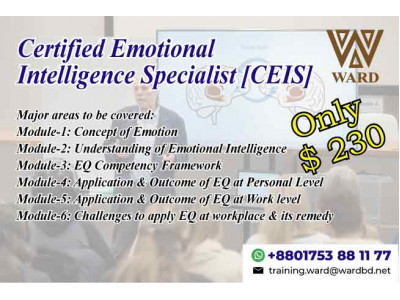 Certified Emotional
Intelligence Specialist [CEIS]
WARD
Major areas to be covered:
Module-1: Concept of Emotion
Module-2: Understanding of Emotional Intelligence
Module-3: EQ Competency Framework
Module-4: Application & Outcome of EQ at Personal Level
Module-5: Application & Outcome of EQ at Work level
Module-6: Challenges to apply EQ at workplace & its remedy
Only
$ 230
+8801753 88 11 77
training.ward@wardbd.net